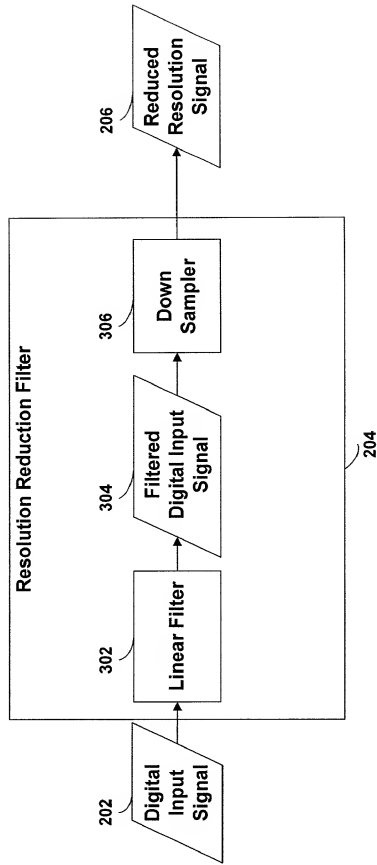 Resolution Reduction Filter
202
Digital
Input
Signal
302
Linear Filter
304
Filtered
Digital Input
Signal
306
Down
Sampler
206
Reduced
Resolution
Signal
204